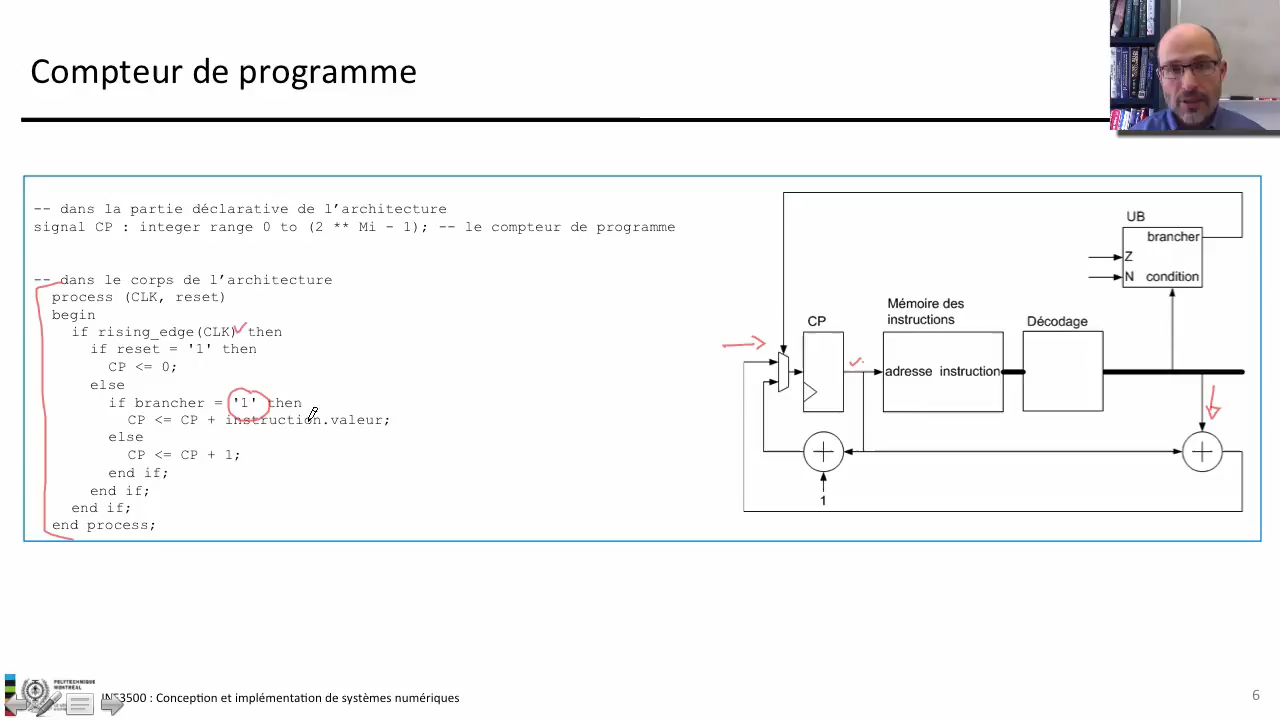 Compteur de programme
-- dans la partie déclarative de l’architecture
signal CP : integer range 0 to (2 ** Mi - 1); -- le compteur de programme
-- dans le corps de l’architecture
process (CLK, reset)
begin
if rising_edge(CLK) then
if reset = '1' then
CP <= 0;
else
if brancher = '1' then
CP <= CP + instruction.valeur;
else
CP <= CP + 1;
end if;
end if;
end if;
end process;
UB
brancher
Z
N condition
Mémoire des
instructions
CP
Décodage
adresse instruction
1
POLYTECHNIQUE
MONTRÉAL
INF3500 : Conception et implémentation de systèmes numériques
6